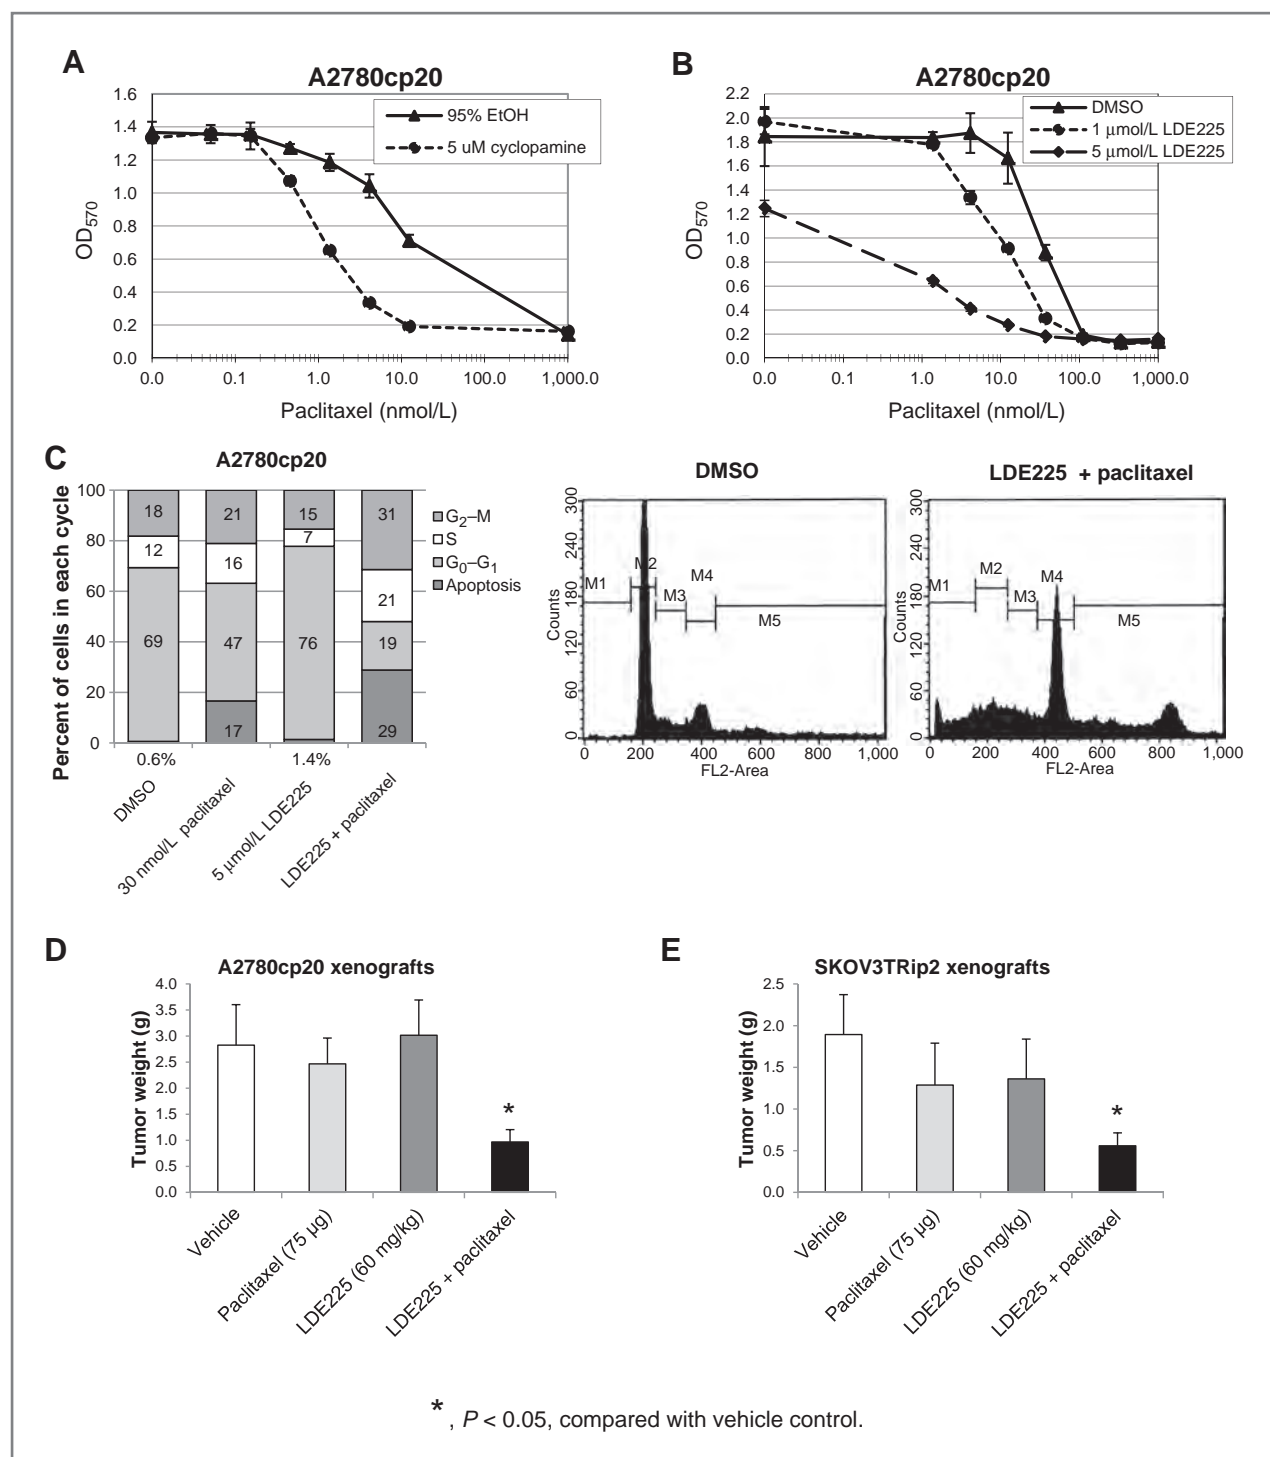 A
A2780cp20
1.6
1.4
1.2
1.0
0.8
0.6
0.4
0.2
0.0
OD570
95% EtOH
5 uM cyclopamine
0.0 0.1 1.0 10.0 100.0 1,000.0
Paclitaxel (nmol/L)
B
A2780cp20
2.2
2.0
1.8
1.6
1.4
1.2
1.0
0.8
0.6
0.4
0.2
0.0
OD570
DMSO
1 μmol/L LDE225
5 μmol/L LDE225
0.0 0.1 1.0 10.0 100.0 1,000.0
Paclitaxel (nmol/L)
C
A2780cp20
Percent of cells in each cycle
100
80
60
40
20
0
18 21 15 31
12 16 7 21
69 47 76 19
17 29
0.6% 1.4%
G2–M
S
G0–G1
Apoptosis
DMSO
30 nmol/L paclitaxel
5 μmol/L LDE225
LDE225 + paclitaxel
DMSO
Counts
300
240
180
120
60
0
M1 M2 M3 M4 M5
0 200 400 600 800 1,000
FL2-Area
LDE225 + paclitaxel
Counts
300
240
180
120
60
0
M1 M2 M3 M4 M5
0 200 400 600 800 1,000
FL2-Area
D
A2780cp20 xenografts
Tumor weight (g)
4.0
3.5
3.0
2.5
2.0
1.5
1.0
0.5
0.0
*
Vehicle
Paclitaxel (75 μg)
LDE225 (60 mg/kg)
LDE225 + paclitaxel
E
SKOV3TRip2 xenografts
Tumor weight (g)
2.5
2.0
1.5
1.0
0.5
0.0
*
Vehicle
Paclitaxel (75 μg)
LDE225 (60 mg/kg)
LDE225 + paclitaxel
* , P < 0.05, compared with vehicle control.